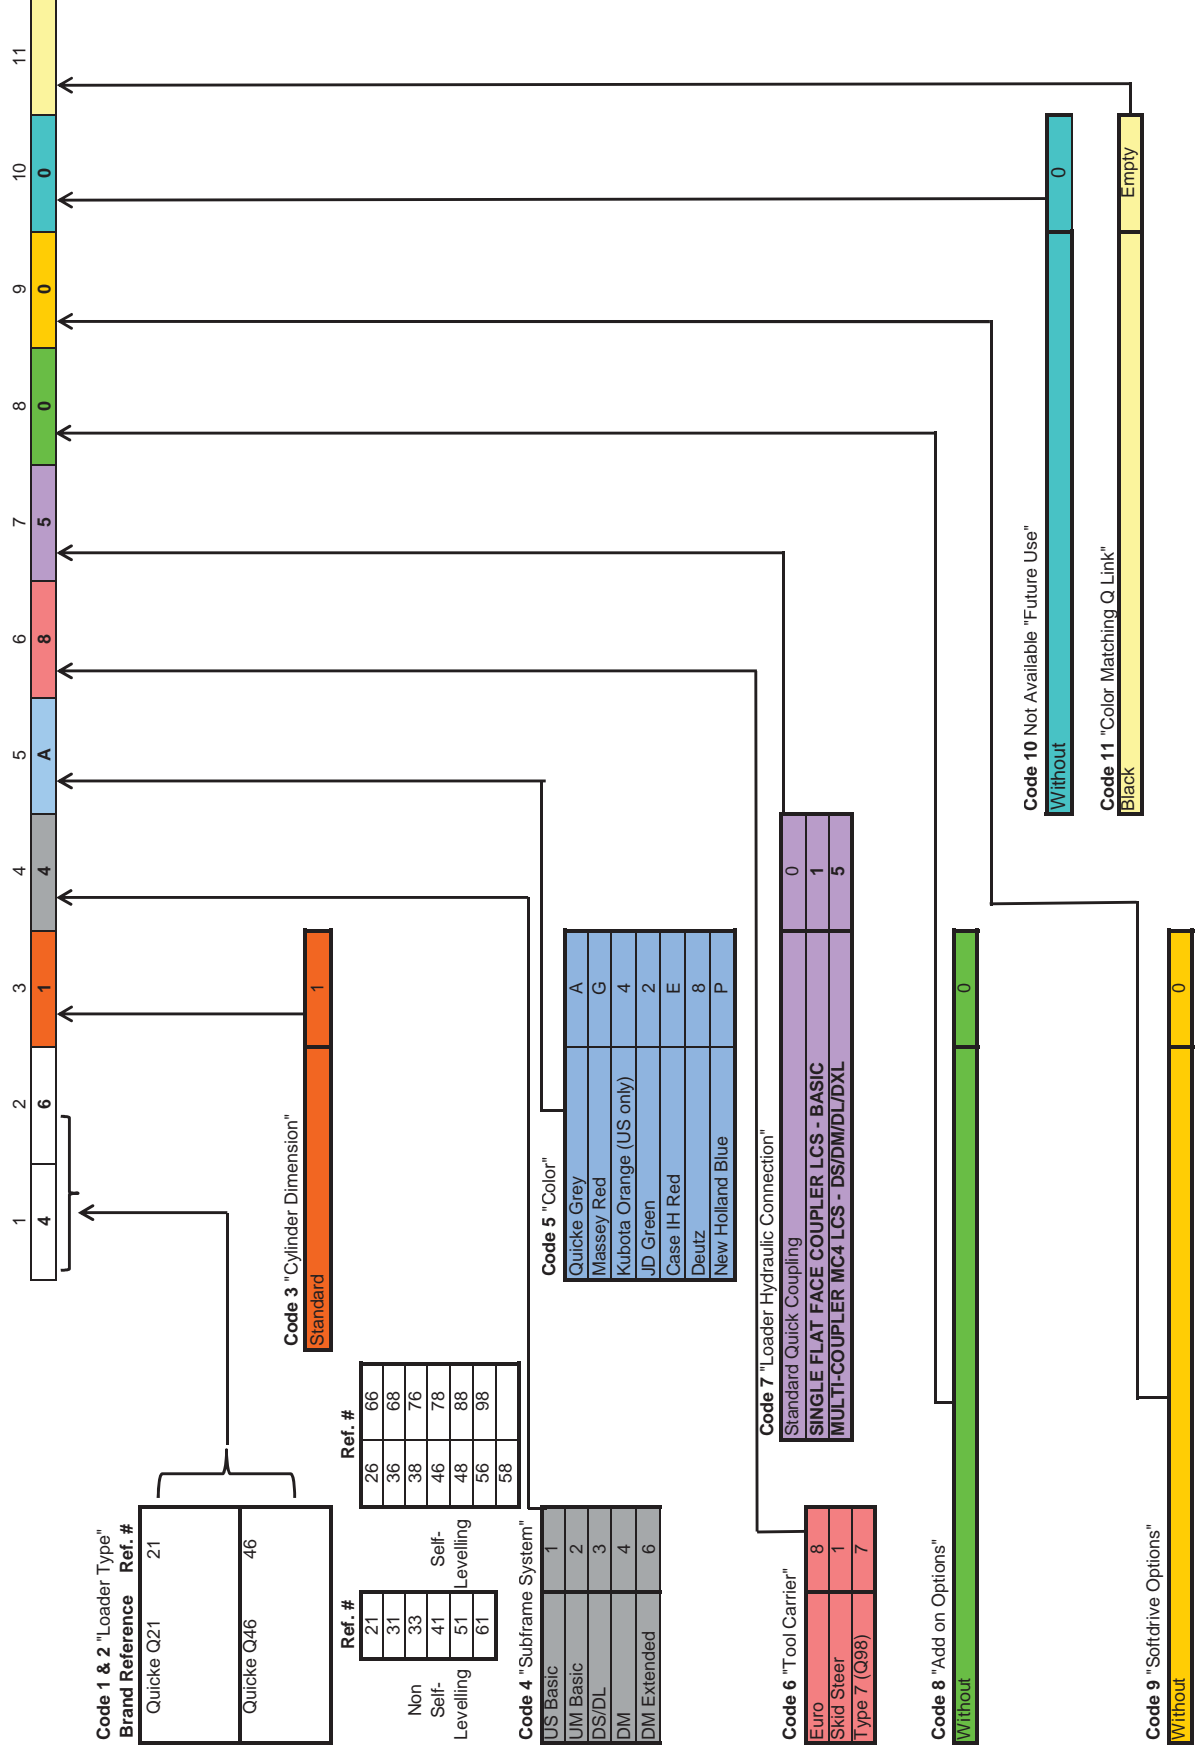 1 2 3 4 5 6 7 8 9 10 11
4 6 1 4 A 8 5 0 0 0
Code 1 & 2 "Loader Type"
Brand Reference Ref. #
Quicke Q21 21
Quicke Q46 46
Code 3 "Cylinder Dimension"
Standard 1
Ref. #
21
31
33
41
51
61
Non
Self-
Levelling
Ref. #
26 66
36 68
38 76
46 78
48 88
56 98
58
Self-
Levelling
Code 4 "Subframe System"
US Basic 1
UM Basic 2
DS/DL 3
DM 4
DM Extended 6
Code 5 "Color"
Quicke Grey A
Massey Red G
Kubota Orange (US only) 4
JD Green 2
Case IH Red E
Deutz 8
New Holland Blue P
Code 6 "Tool Carrier"
Euro 8
Skid Steer 1
Type 7 (Q98) 7
Code 7 "Loader Hydraulic Connection"
Standard Quick Coupling 0
SINGLE FLAT FACE COUPLER LCS - BASIC 1
MULTI-COUPLER MC4 LCS - DS/DM/DL/DXL 5
Code 8 "Add on Options"
Without 0
Code 9 "Softdrive Options"
Without 0
Code 10 Not Available "Future Use"
Without 0
Code 11 "Color Matching Q Link"
Black Empty